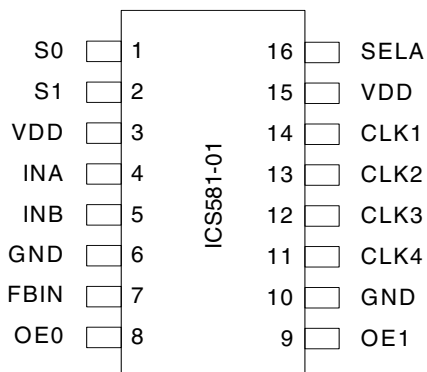 S0 1 16 SELA
S1 2 15 VDD
VDD 3 14 CLK1
INA 4 13 CLK2
INB 5 12 CLK3
GND 6 11 CLK4
FBIN 7 10 GND
OE0 8 9 OE1
ICS581-01